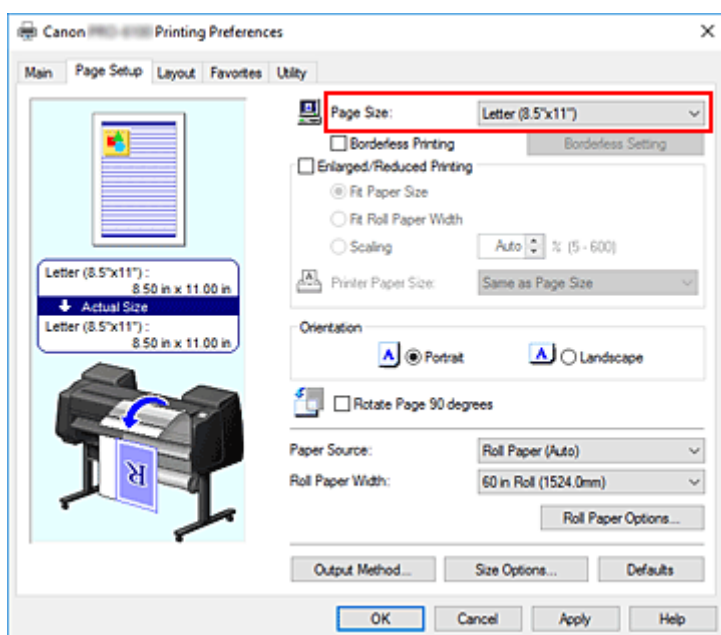 Canon Printing Preferences
Main Page Setup Layout Favorites Utility
Page Size: Letter (8.5"x11")
Borderless Printing Borderless Setting
Enlarged/Reduced Printing
Fit Paper Size
Fit Roll Paper Width
Scaling Auto % (5 - 600)
Printer Paper Size: Same as Page Size
Letter (8.5"x11") :
8.50 in x 11.00 in
Actual Size
Letter (8.5"x11") :
8.50 in x 11.00 in
Orientation
A Portrait A Landscape
Rotate Page 90 degrees
Paper Source: Roll Paper (Auto)
Roll Paper Width: 60 in Roll (1524.0mm)
Roll Paper Options...
R
Output Method... Size Options... Defaults
OK Cancel Apply Help